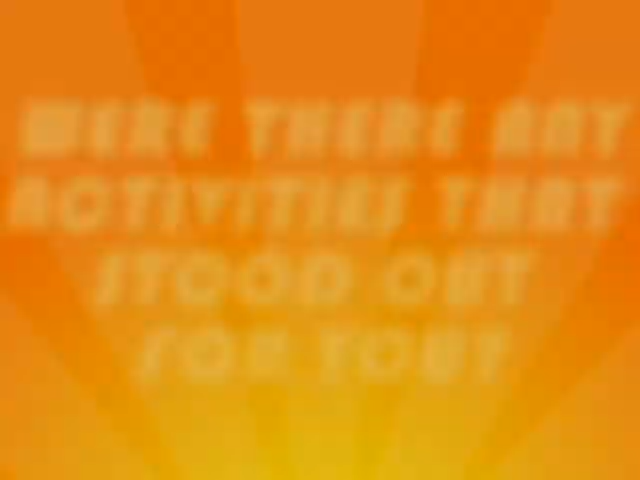 WERE THERE ANY
ACTIVITIES THAT
STOOD OUT
FOR YOU?